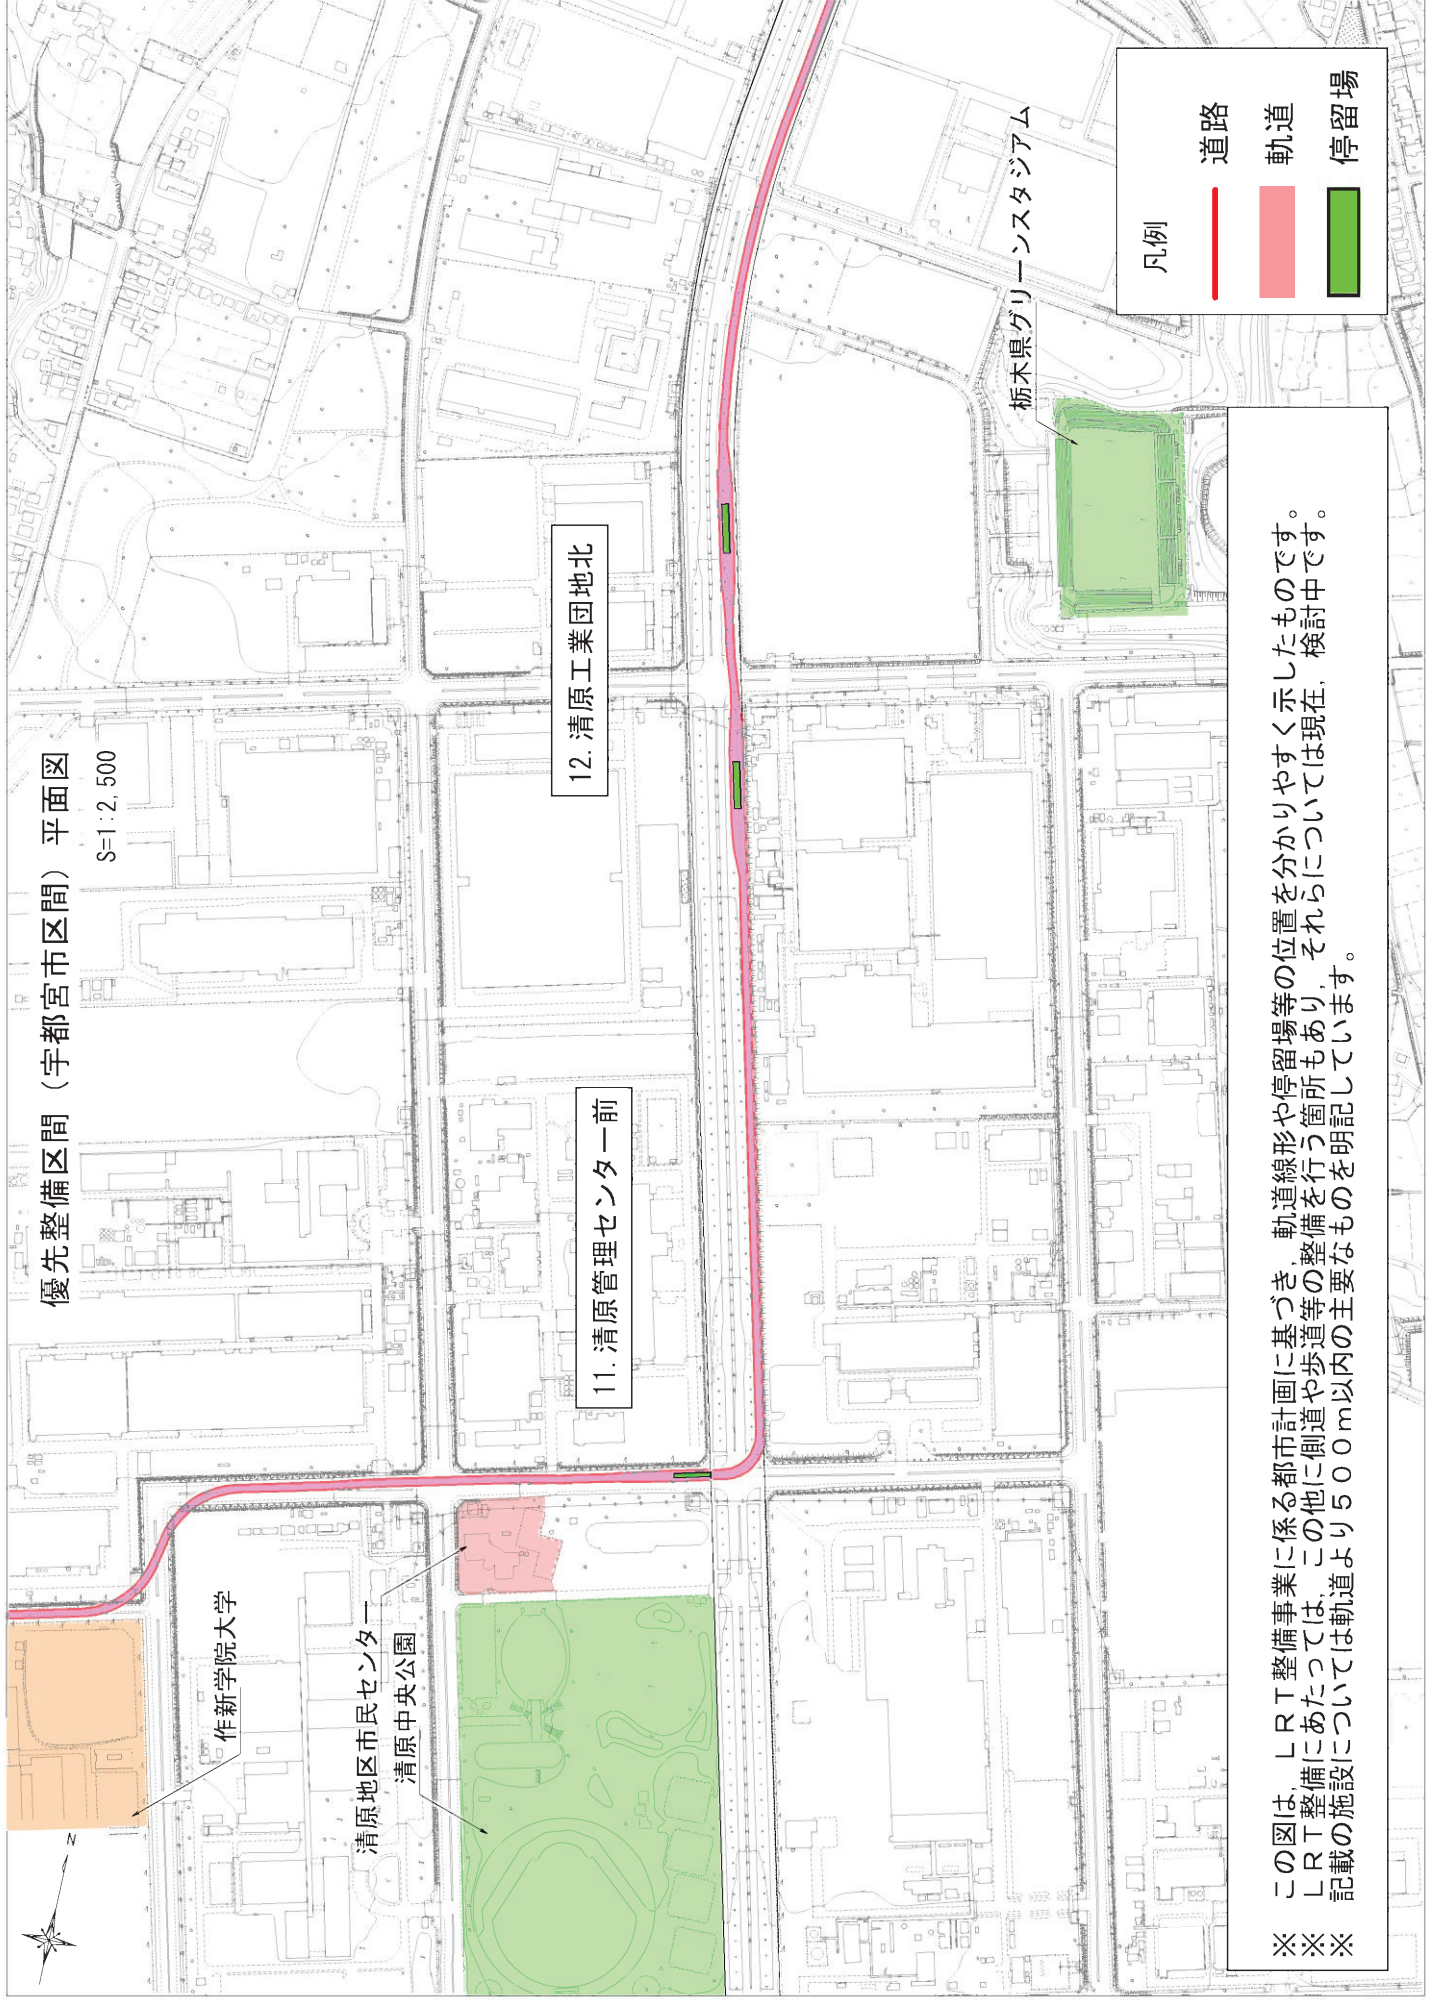 優先整備区間（宇都宮市区間）平面図
S=1:2,500
N
作新学院大学
清原地区市民センター
清原中央公園
11.清原管理センター前
12.清原工業団地北
栃木県グリーンスタジアム
凡例
道路
軌道
停留場
※　この図は，ＬＲＴ整備事業に係る都市計画に基づき，軌道線形や停留場等の位置を分かりやすく示したものです。
※　ＬＲＴ整備にあたっては，この他に側道や歩道等の整備を行う箇所もあり，それらについては現在，検討中です。
※　記載の施設については軌道より５００ｍ以内の主要なものを明記しています。